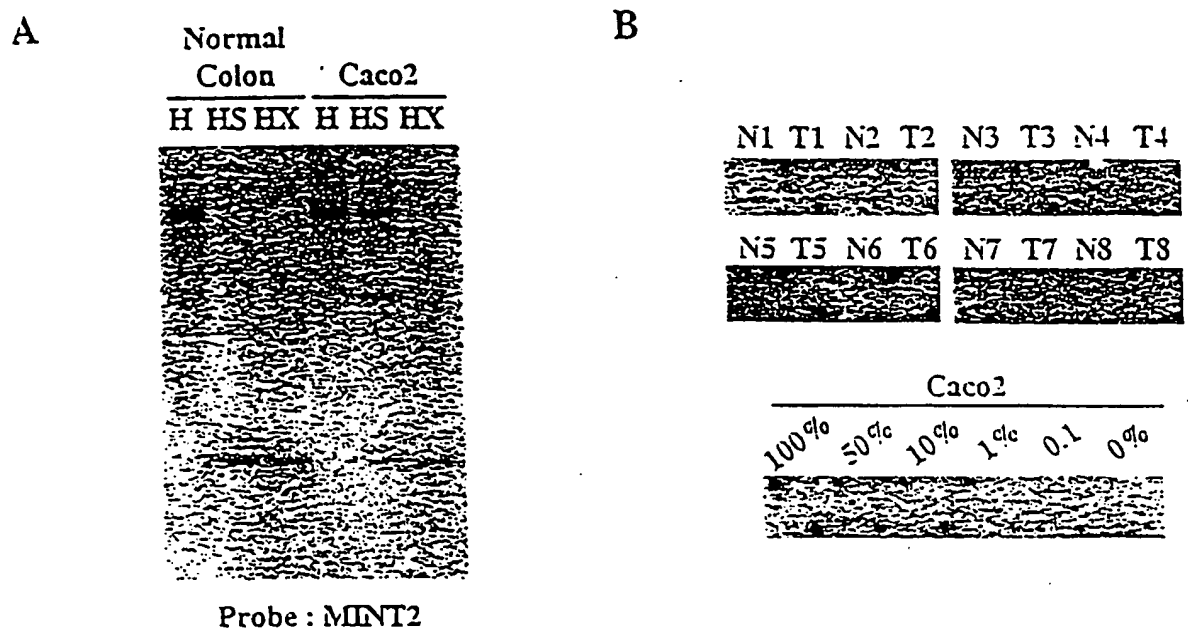 A
Normal
Colon
Caco2
H HS HX H HS HX
Probe : MINT2
B
N1 T1 N2 T2 N3 T3 N4 T4
N5 T5 N6 T6 N7 T7 N8 T8
Caco2
100% 50% 10% 1% 0.1 0%